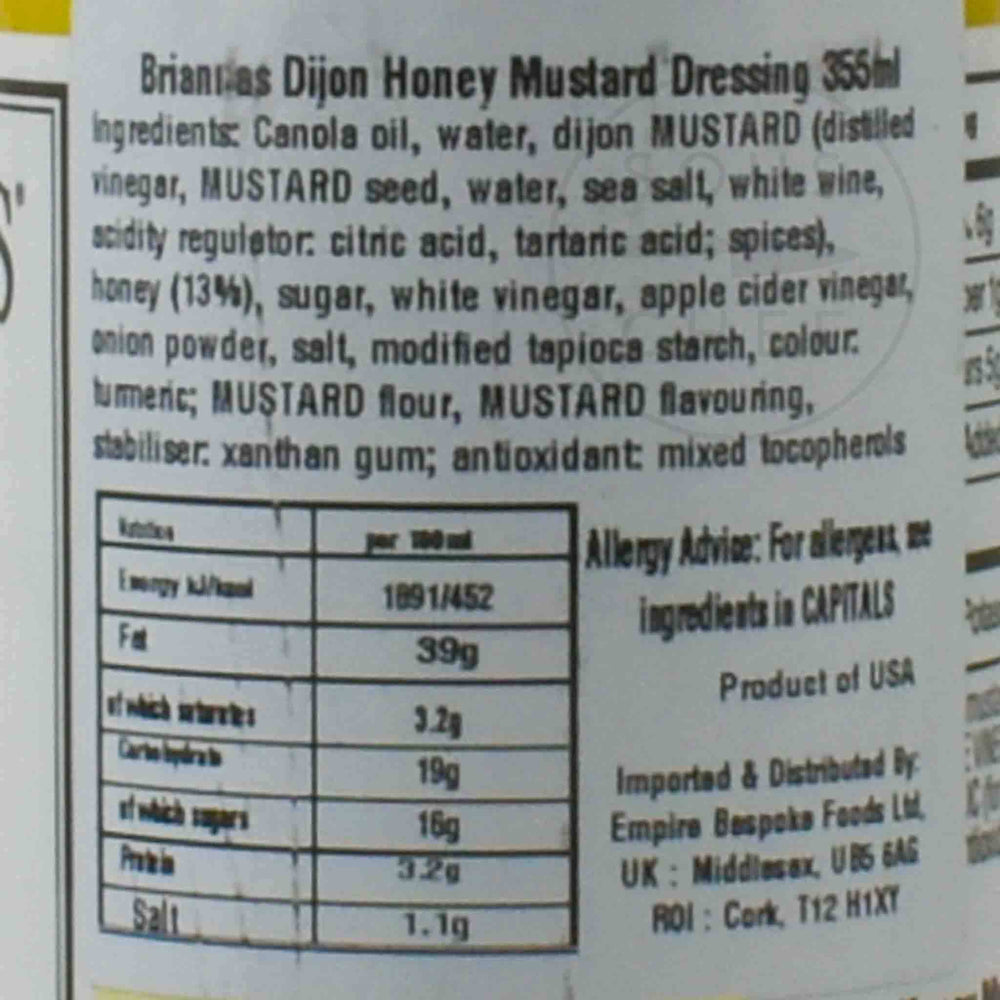 Briannas Dijon Honey Mustard Dressing 355ml
Ingredients: Canola oil, water, dijon MUSTARD (distilled
vinegar, MUSTARD seed, water, sea salt, white wine,
acidity regulator: citric acid, tartaric acid; spices),
honey (13%), sugar, white vinegar, apple cider vinegar,
onion powder, salt, modified tapioca starch, colour:
turmeric; MUSTARD flour, MUSTARD flavouring,
stabiliser: xanthan gum; antioxidant: mixed tocopherols
Nutrition per 100ml
Energy kJ/kcal 1891/452
Fat 39g
of which saturates 3.2g
Carbohydrate 19g
of which sugars 16g
Protein 3.2g
Salt 1.1g
Allergy Advice: For allergens, see
ingredients in CAPITALS
Product of USA
Imported & Distributed By:
Empire Bespoke Foods Ltd,
UK : Middlesex, UB5 6AG
ROI : Cork, T12 H1XY
SOUS
CHEF